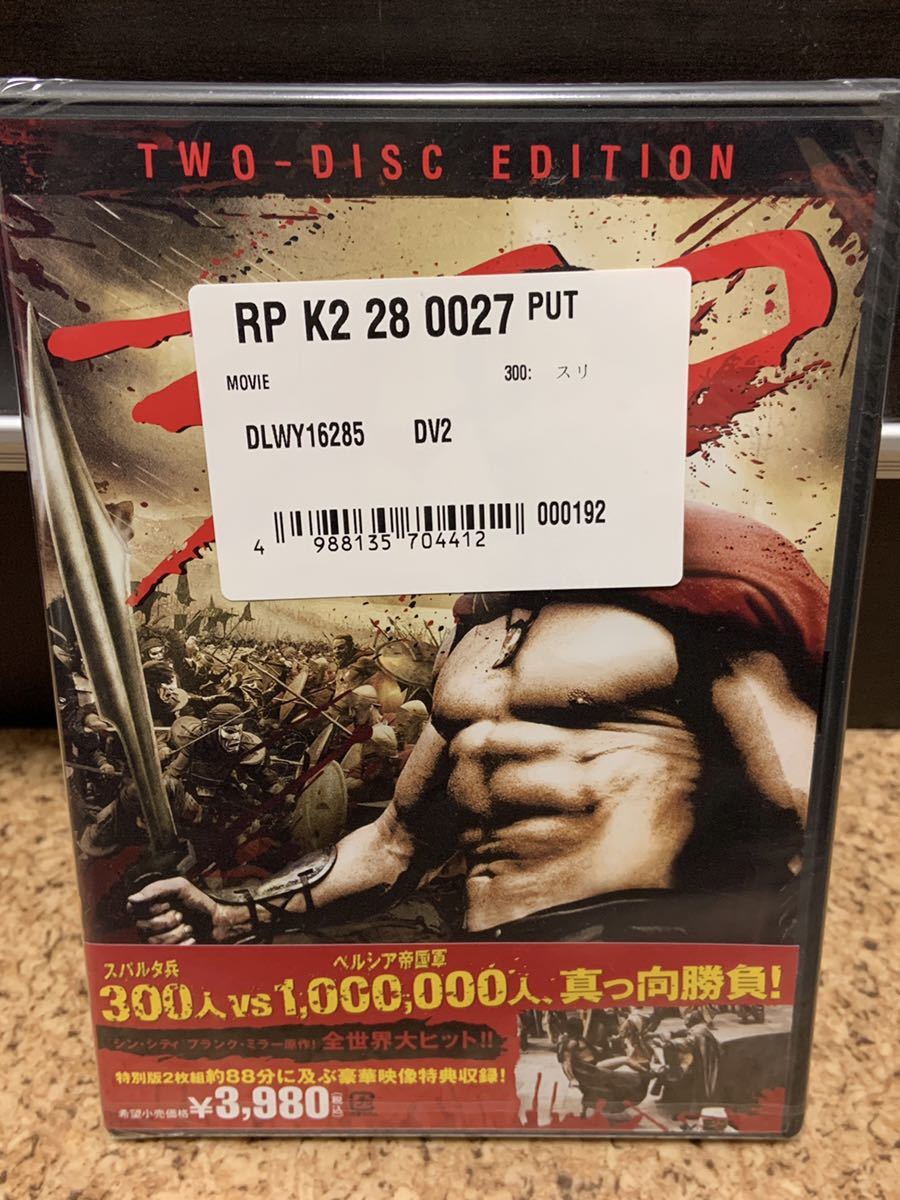 TWO-DISC EDITION
RP K2 28 0027 PUT
MOVIE 300: スリ
DLWY16285 DV2
4 988135 704412 000192
スパルタ兵 ペルシア帝国軍
300人vs1,000,000人、真っ向勝負!
シン・シティ フランク・ミラー原作! 全世界大ヒット!!
特別版2枚組約88分に及ぶ豪華映像特典収録!
希望小売価格 ¥3,980(税込)